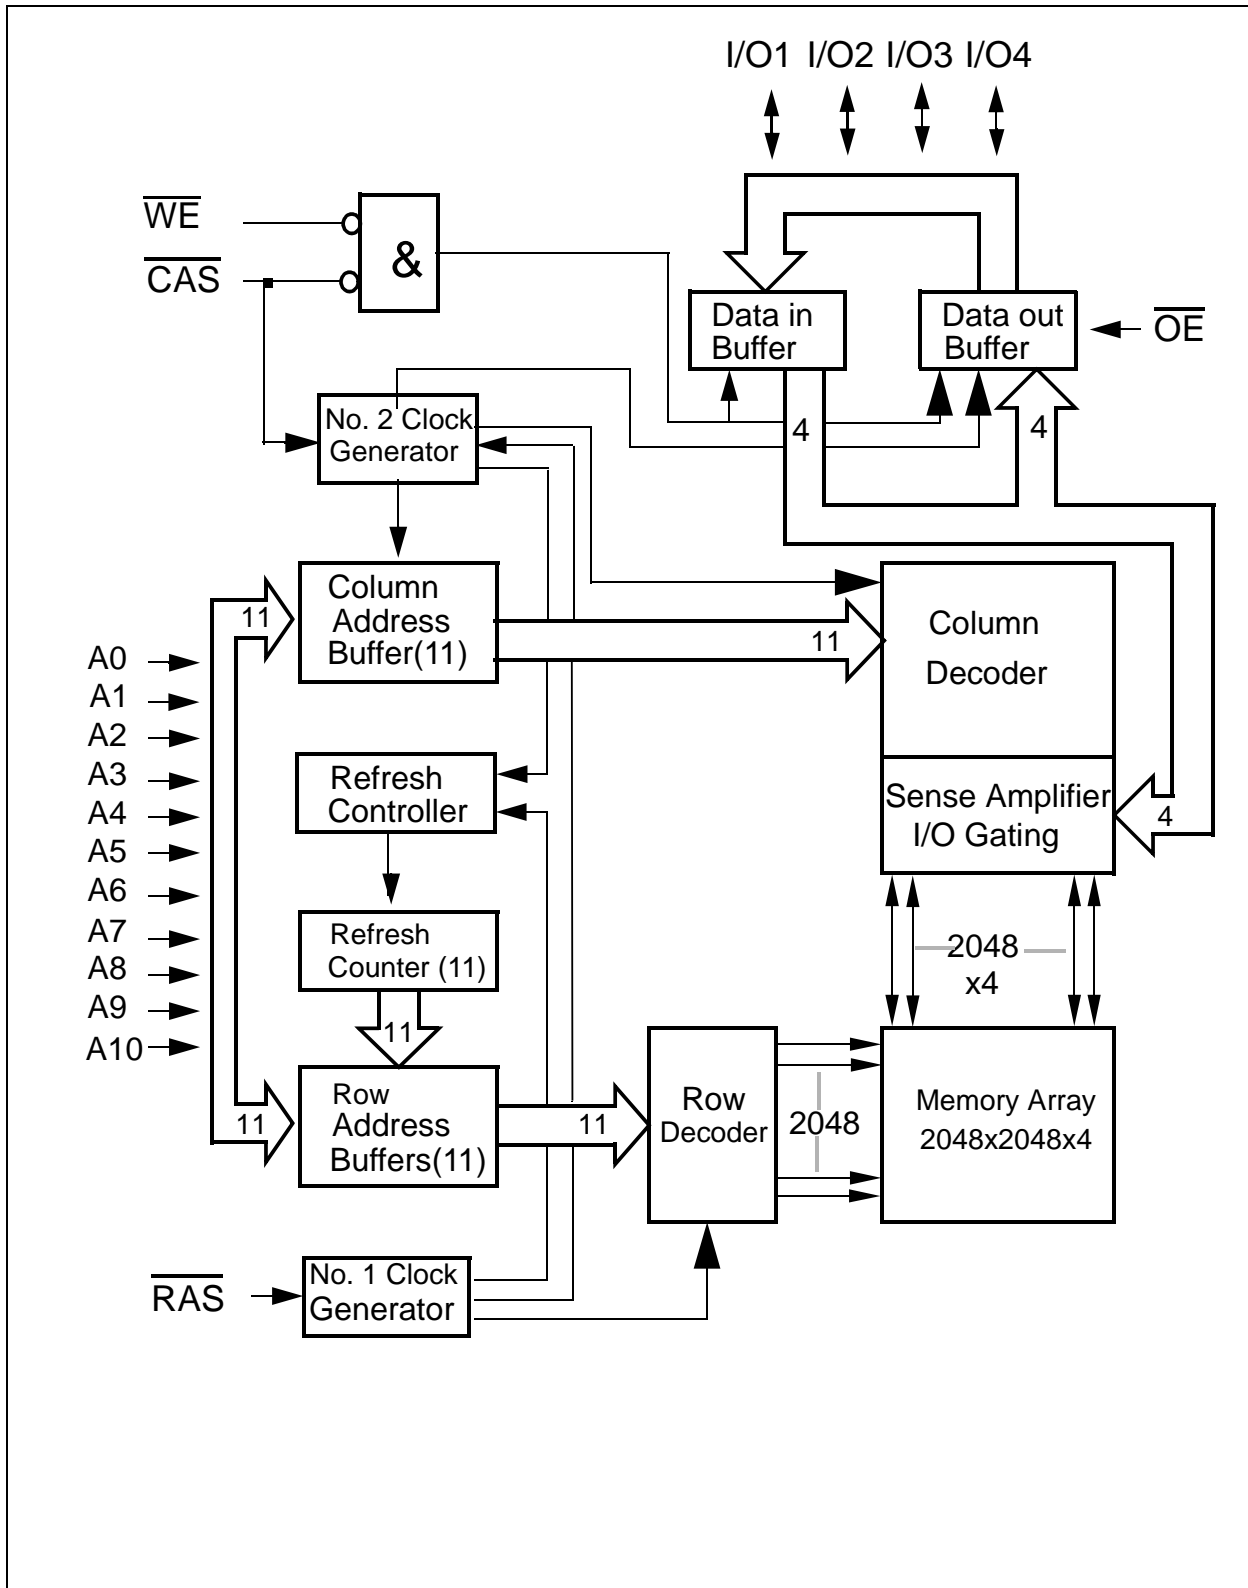 I/O1 I/O2 I/O3 I/O4
WE
&
CAS
Data in
Buffer
Data out
Buffer
OE
No. 2 Clock
Generator
4
4
Column
Address
Buffer(11)
11
11
Column
Decoder
A0
A1
A2
A3
A4
A5
A6
A7
A8
A9
A10
Refresh
Controller
Sense Amplifier
I/O Gating
4
Refresh
Counter (11)
2048
x4
11
Row
Address
Buffers(11)
11
11
Row
Decoder
2048
Memory Array
2048x2048x4
RAS
No. 1 Clock
Generator